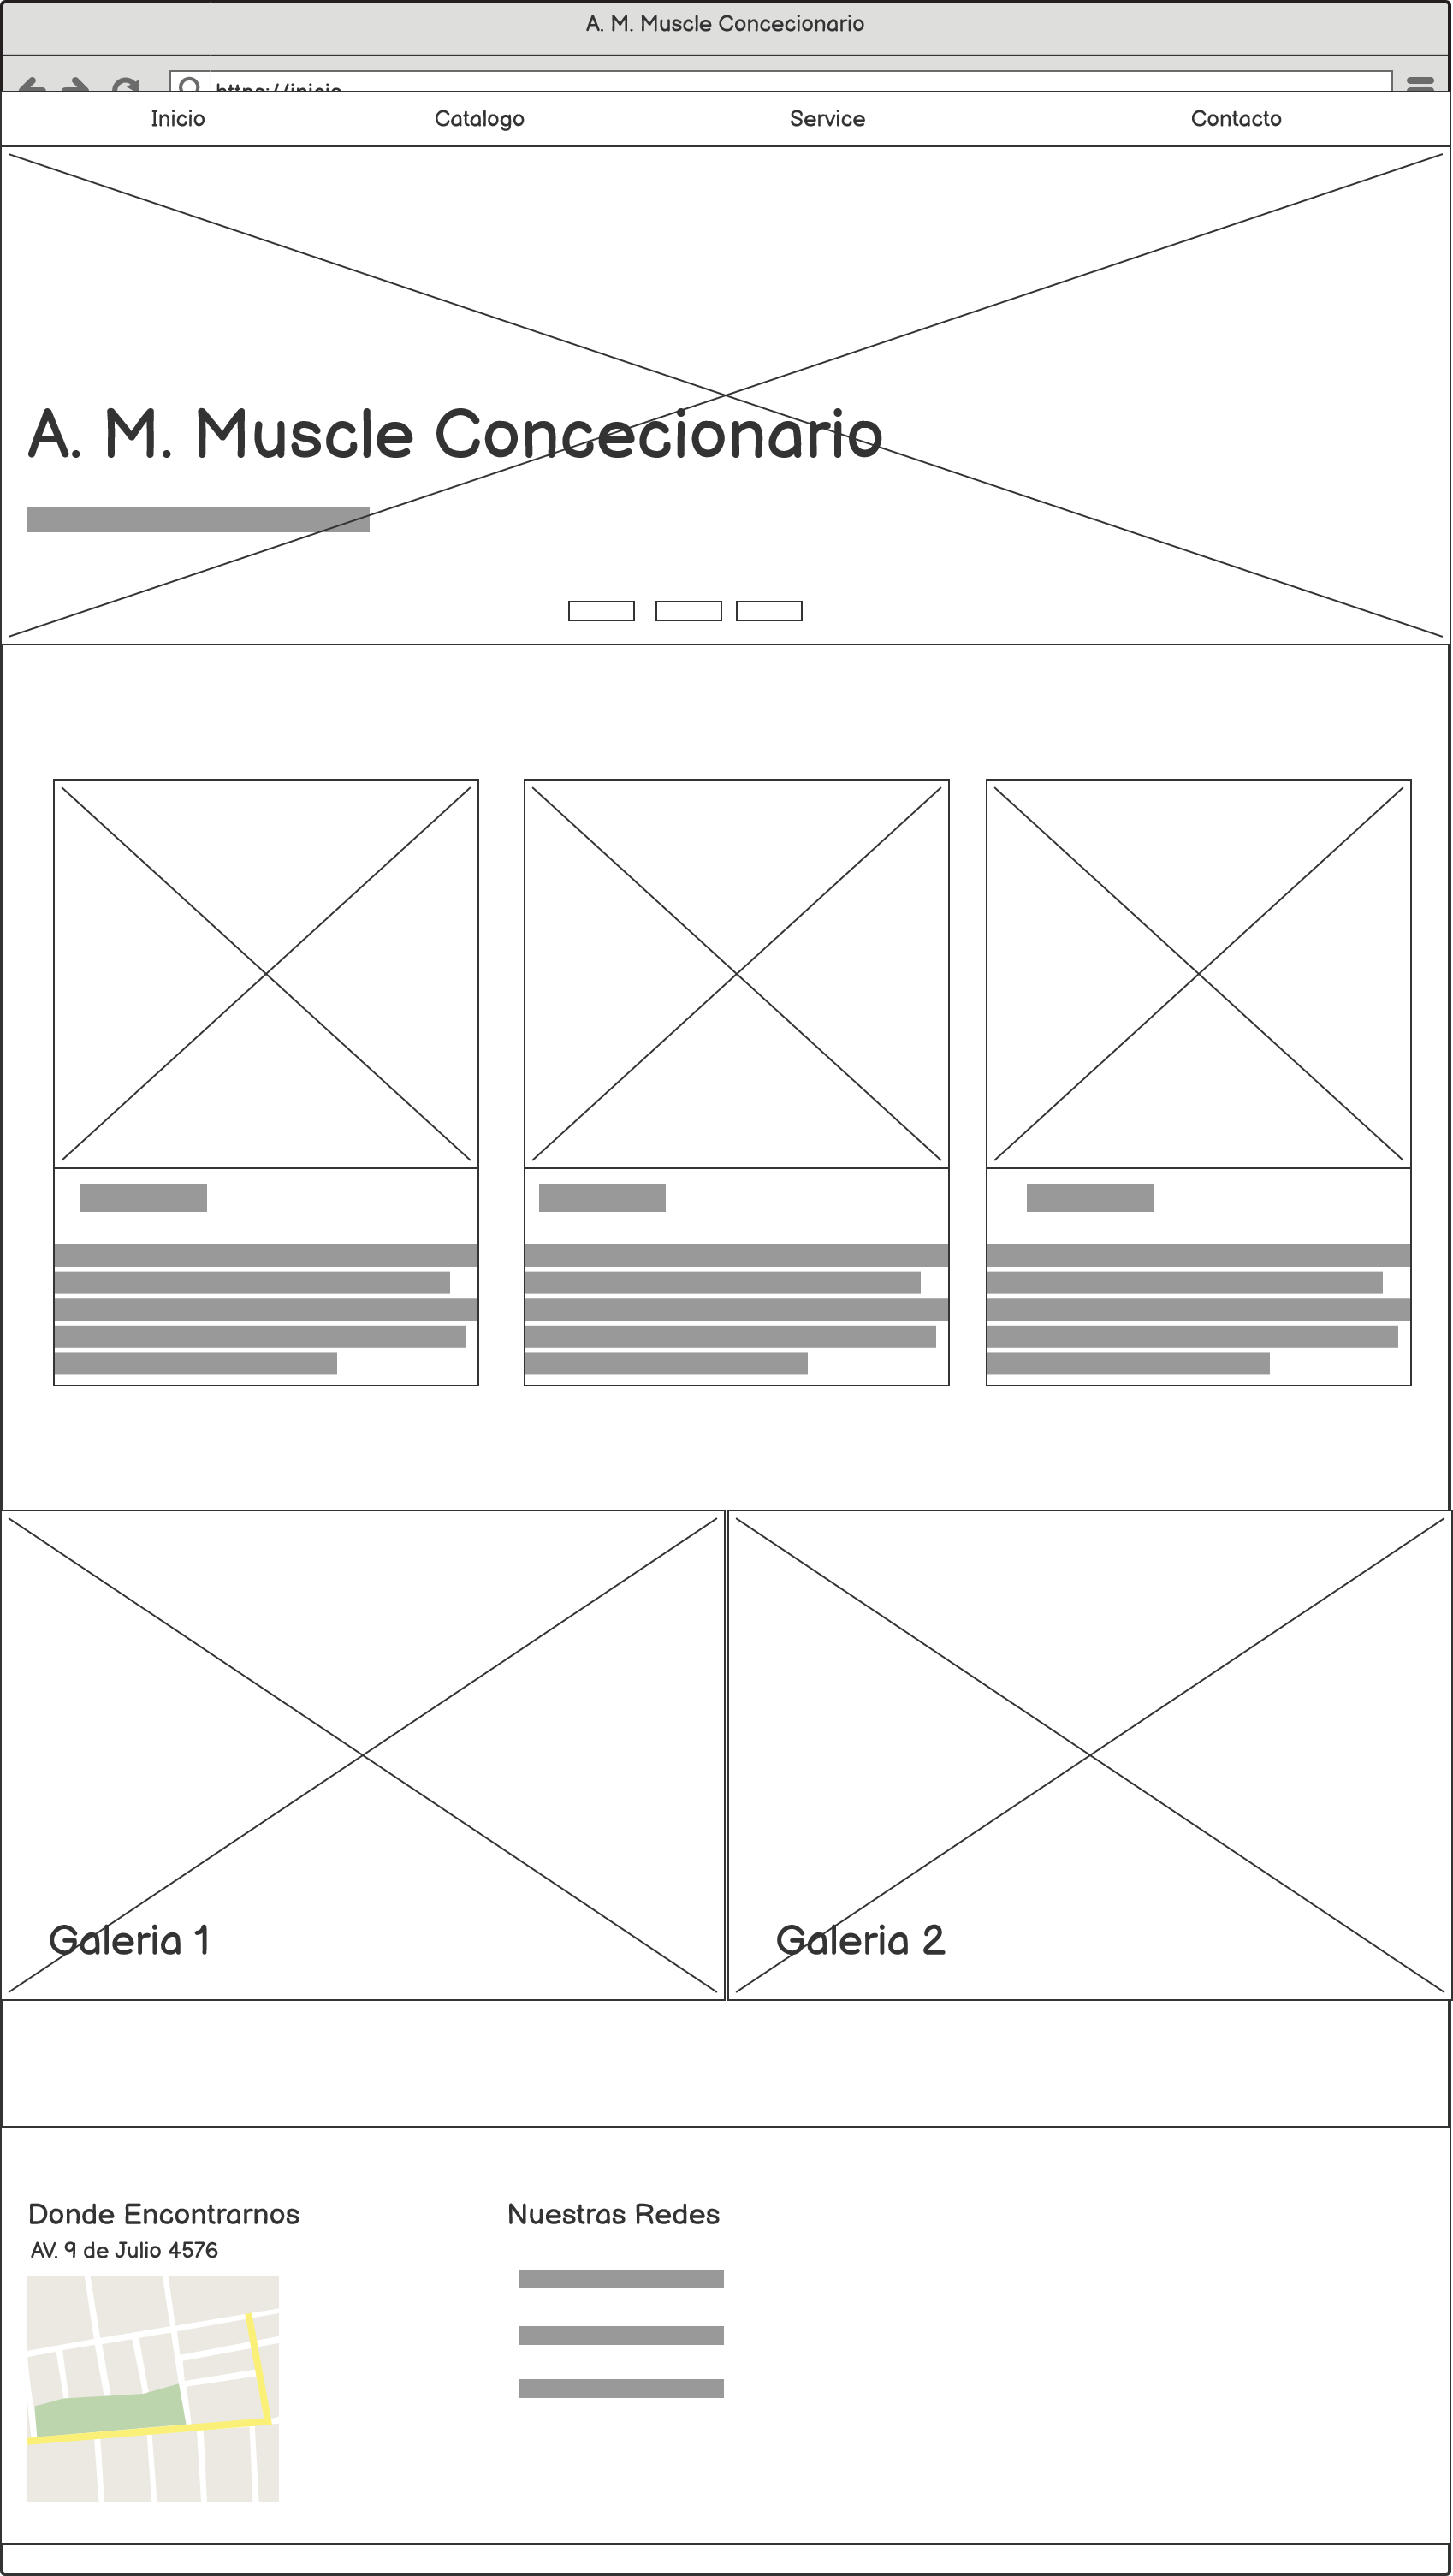 A. M. Muscle Concecionario
https://inicio
Inicio Catalogo Service Contacto
A. M. Muscle Concecionario
Galeria 1 Galeria 2
Donde Encontrarnos Nuestras Redes
AV. 9 de Julio 4576